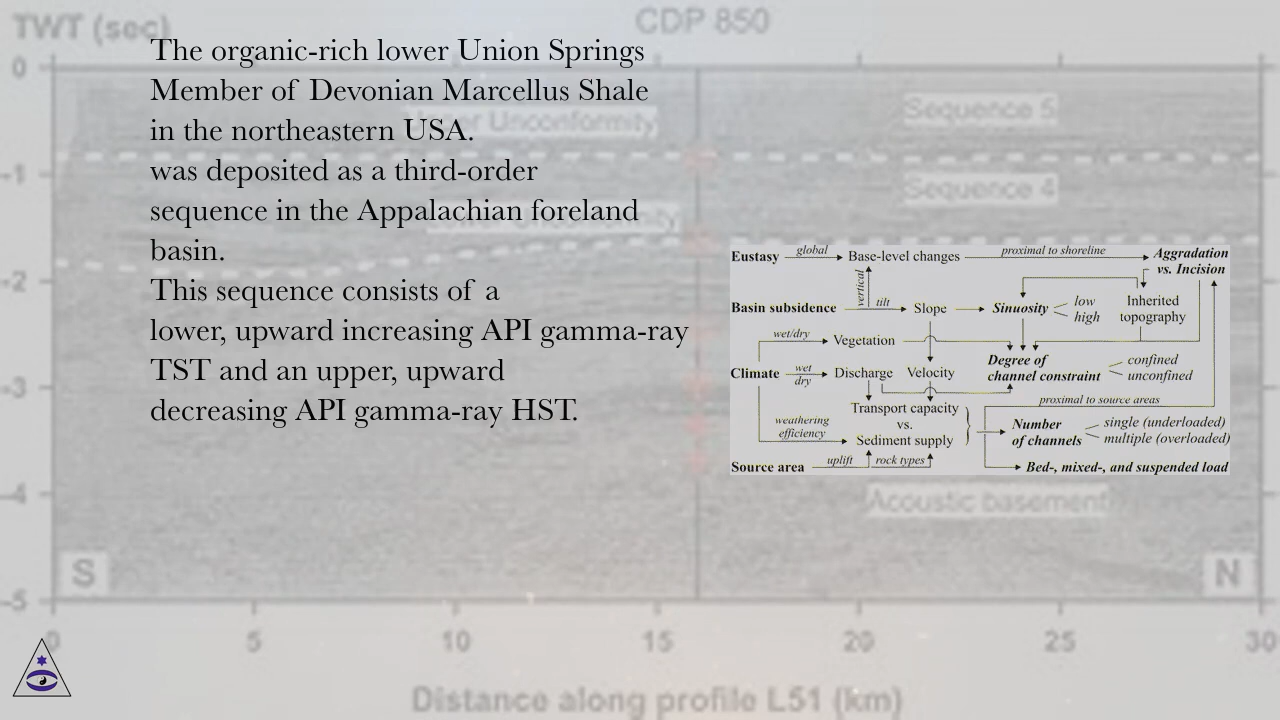 TWT (sec)
CDP 850
The organic-rich lower Union Springs
Member of Devonian Marcellus Shale
in the northeastern USA.
was deposited as a third-order
sequence in the Appalachian foreland
basin.
This sequence consists of a
lower, upward increasing API gamma-ray
TST and an upper, upward
decreasing API gamma-ray HST.
0
-1
-2
-3
-4
-5
Unconformity
Sequence 5
Sequence 4
Eustasy global Base-level changes proximal to shoreline Aggradation
vs. Incision
vertical
Basin subsidence tilt Slope Sinuosity low
high
Inherited
topography
wet/dry Vegetation
Climate wet
dry
Discharge Velocity
Degree of
channel constraint
confined
unconfined
Transport capacity
vs.
Sediment supply
weathering
efficiency
proximal to source areas
Number
of channels
single (underloaded)
multiple (overloaded)
Source area uplift rock types
Bed-, mixed-, and suspended load
Acoustic basement
S
N
0 5 10 15 20 25 30
Distance along profile L51 (km)